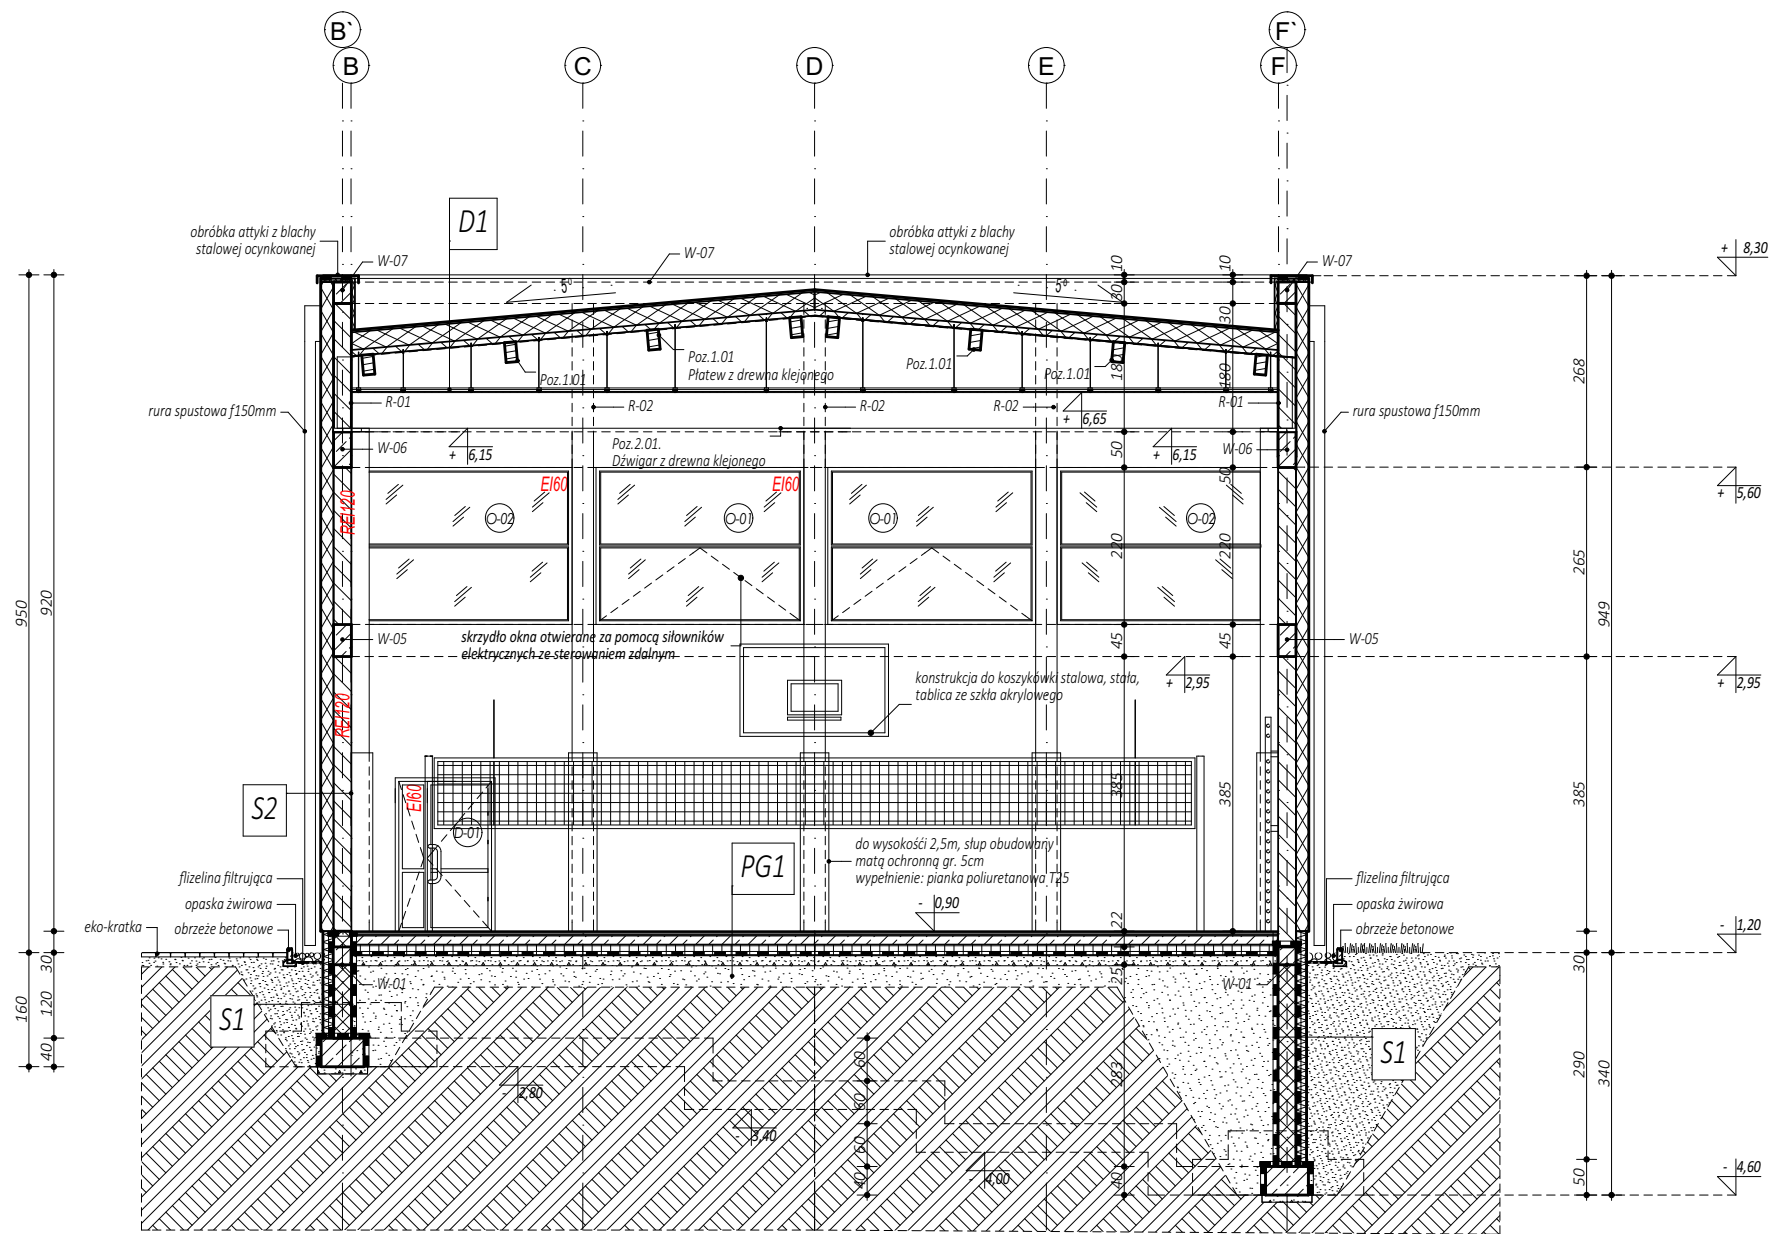 B`
F`
B
C
D
E
F
D1
obróbka attyki z blachy
stalowej ocynkowanej
W-07
W-07
obróbka attyki z blachy
stalowej ocynkowanej
W-07
+ 8,30
10
10
30
30
5°
5°
Poz.1.01
Poz.1.01
Płatew z drewna klejonego
Poz.1.01
Poz.1.01
180
180
268
rura spustowa f150mm
R-01
R-02
R-02
R-02
R-01
+ 6,65
rura spustowa f150mm
W-06
+ 6,15
Poz.2.01.
Dźwigar z drewna klejonego
+ 6,15
W-06
50
50
+ 5,60
REI120
EI60
EI60
O-02
O-01
O-01
O-02
220
220
265
950
920
949
W-05
skrzydło okna otwierane za pomocą siłowników
elektrycznych ze sterowaniem zdalnym
45
45
W-05
konstrukcja do koszykówki stalowa, stała,
tablica ze szkła akrylowego
+ 2,95
+ 2,95
REI120
S2
EI60
D-01
385
385
385
PG1
do wysokośći 2,5m, słup obudowany
matą ochronną gr. 5cm
wypełnienie: pianka poliuretanowa T25
flizelina filtrująca
opaska żwirowa
obrzeże betonowe
eko-kratka
- 0,90
22
flizelina filtrująca
opaska żwirowa
obrzeże betonowe
- 1,20
30
120
160
40
W-01
S1
25
W-01
30
S1
- 2,80
- 3,40
- 4,00
60
60
60
40
283
40
290
340
50
- 4,60